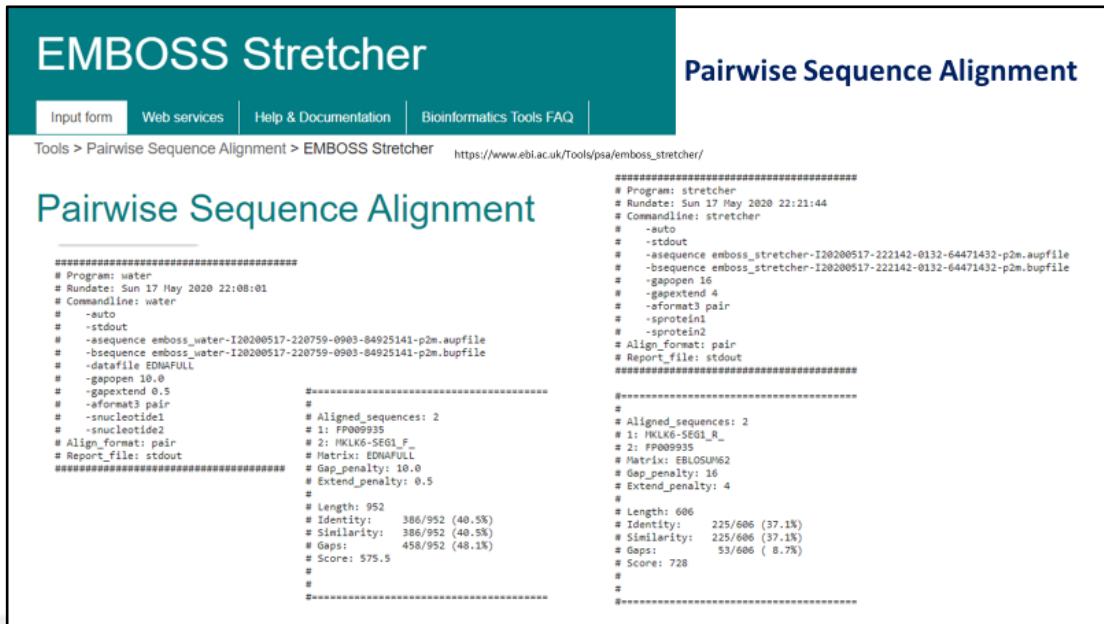 EMBOSS Stretcher
Pairwise Sequence Alignment
Input form
Web services
Help & Documentation
Bioinformatics Tools FAQ
Tools > Pairwise Sequence Alignment > EMBOSS Stretcher
https://www.ebi.ac.uk/Tools/psa/emboss_stretcher/
Pairwise Sequence Alignment
########################################
# Program: water
# Rundate: Sun 17 May 2020 22:08:01
# Commandline: water
#    -auto
#    -stdout
#    -asequence emboss_water-I20200517-220759-0903-84925141-p2m.aupfile
#    -bsequence emboss_water-I20200517-220759-0903-84925141-p2m.bupfile
#    -datafile EDNAFULL
#    -gapopen 10.0
#    -gapextend 0.5
#    -aformat3 pair
#    -snucleotide1
#    -snucleotide2
# Align_format: pair
# Report_file: stdout
########################################
#=======================================
#
# Aligned_sequences: 2
# 1: FP009935
# 2: MKLK6-SEG1_F_
# Matrix: EDNAFULL
# Gap_penalty: 10.0
# Extend_penalty: 0.5
#
# Length: 952
# Identity:     386/952 (40.5%)
# Similarity:   386/952 (40.5%)
# Gaps:         458/952 (48.1%)
# Score: 575.5
#
#
#=======================================
########################################
# Program: stretcher
# Rundate: Sun 17 May 2020 22:21:44
# Commandline: stretcher
#    -auto
#    -stdout
#    -asequence emboss_stretcher-I20200517-222142-0132-64471432-p2m.aupfile
#    -bsequence emboss_stretcher-I20200517-222142-0132-64471432-p2m.bupfile
#    -gapopen 16
#    -gapextend 4
#    -aformat3 pair
#    -sprotein1
#    -sprotein2
# Align_format: pair
# Report_file: stdout
########################################
#=======================================
#
# Aligned_sequences: 2
# 1: MKLK6-SEG1_R_
# 2: FP009935
# Matrix: EBLOSUM62
# Gap_penalty: 16
# Extend_penalty: 4
#
# Length: 606
# Identity:     225/606 (37.1%)
# Similarity:   225/606 (37.1%)
# Gaps:          53/606 ( 8.7%)
# Score: 728
#
#
#=======================================